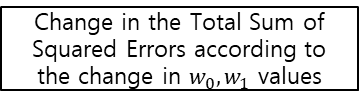 Change in the Total Sum of
Squared Errors according to
the change in w₀,w₁ values